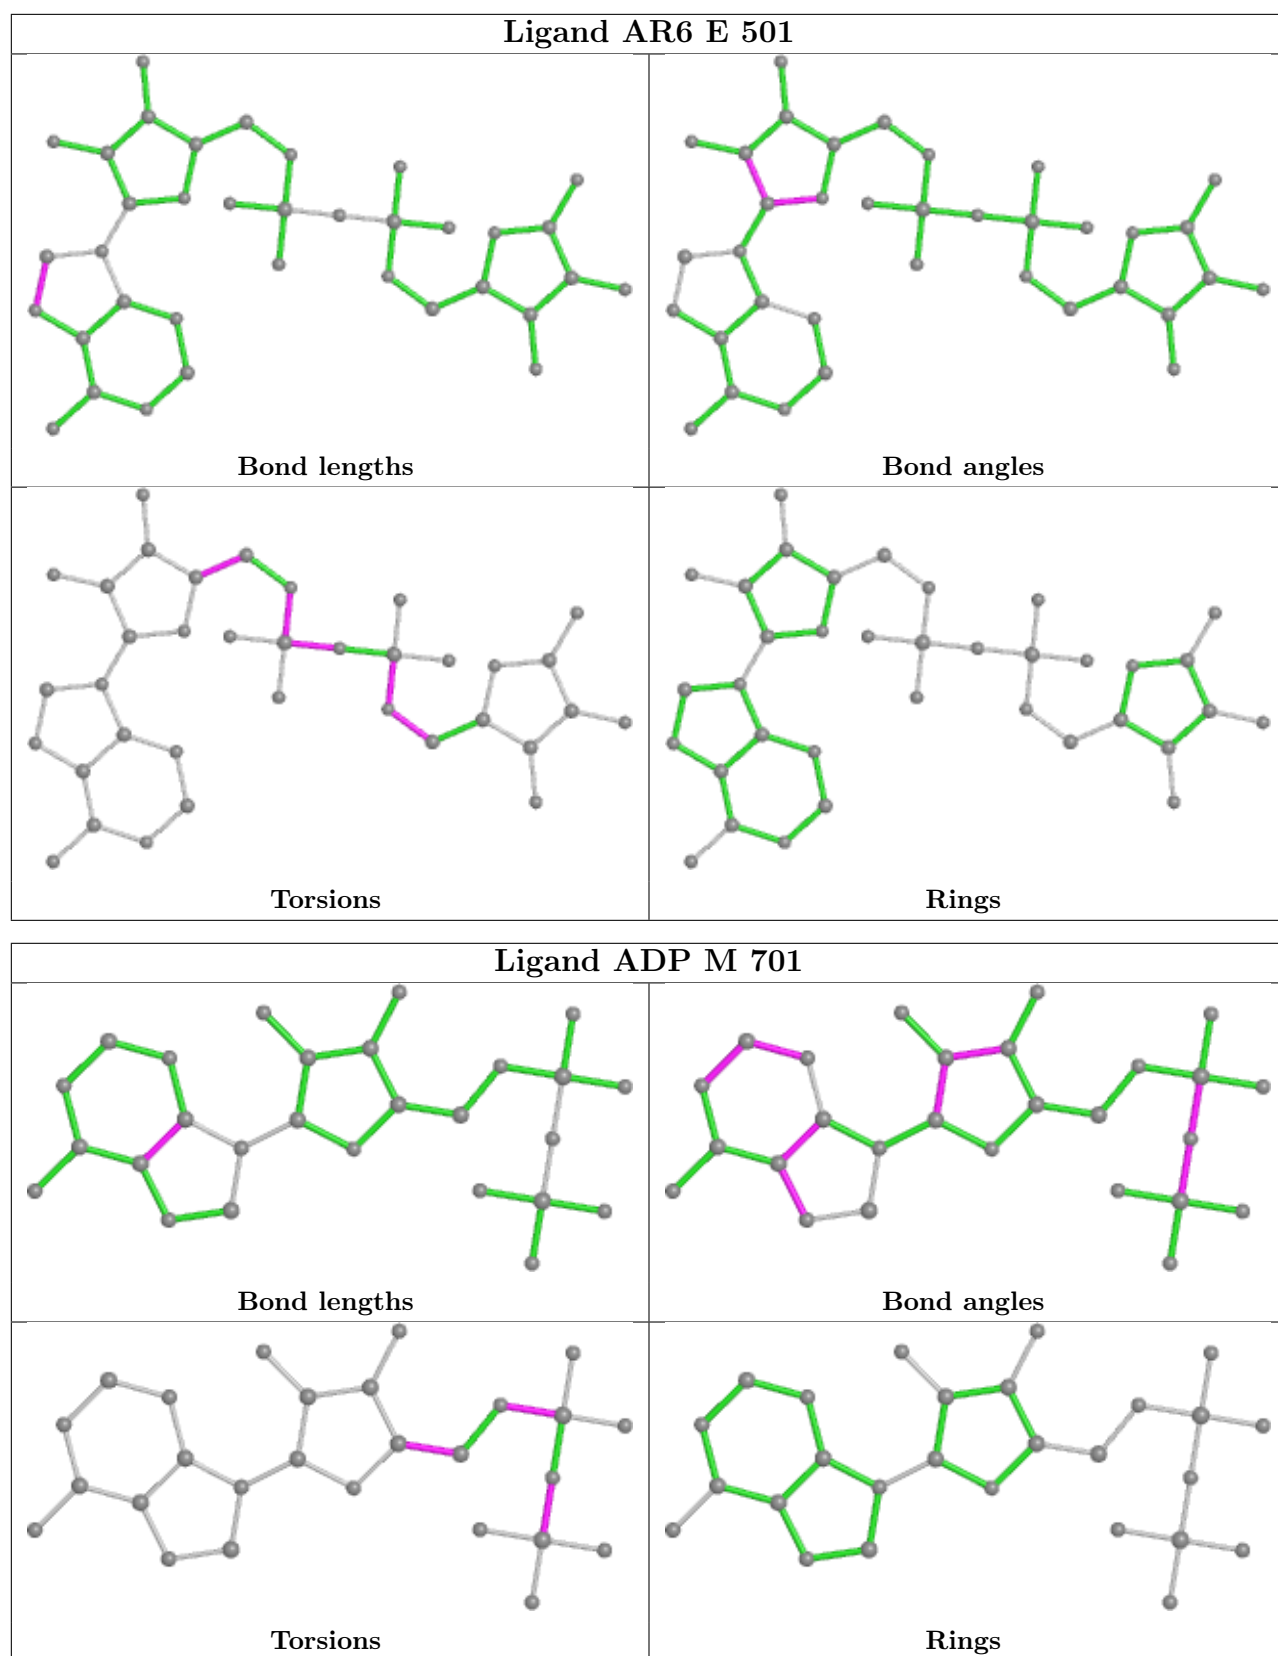 Ligand AR6 E 501
Bond lengths
Bond angles
Torsions
Rings
Ligand ADP M 701
Bond lengths
Bond angles
Torsions
Rings